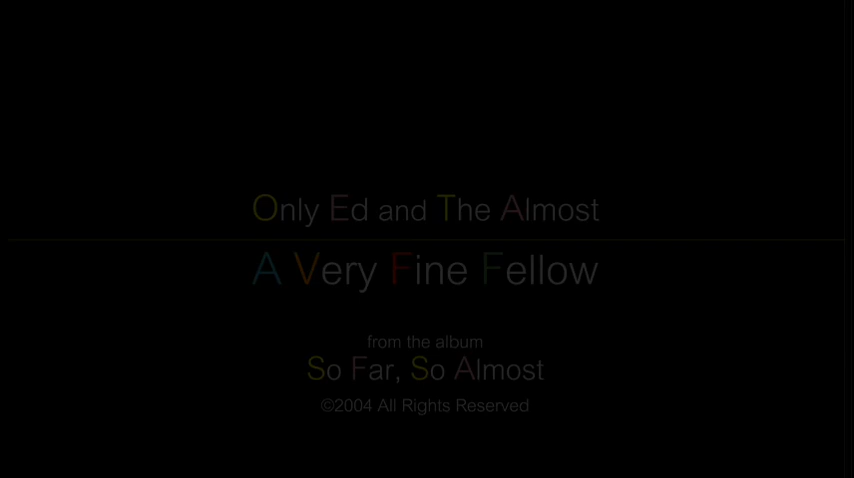 Only Ed and The Almost
A Very Fine Fellow
from the album
So Far, So Almost
©2004 All Rights Reserved